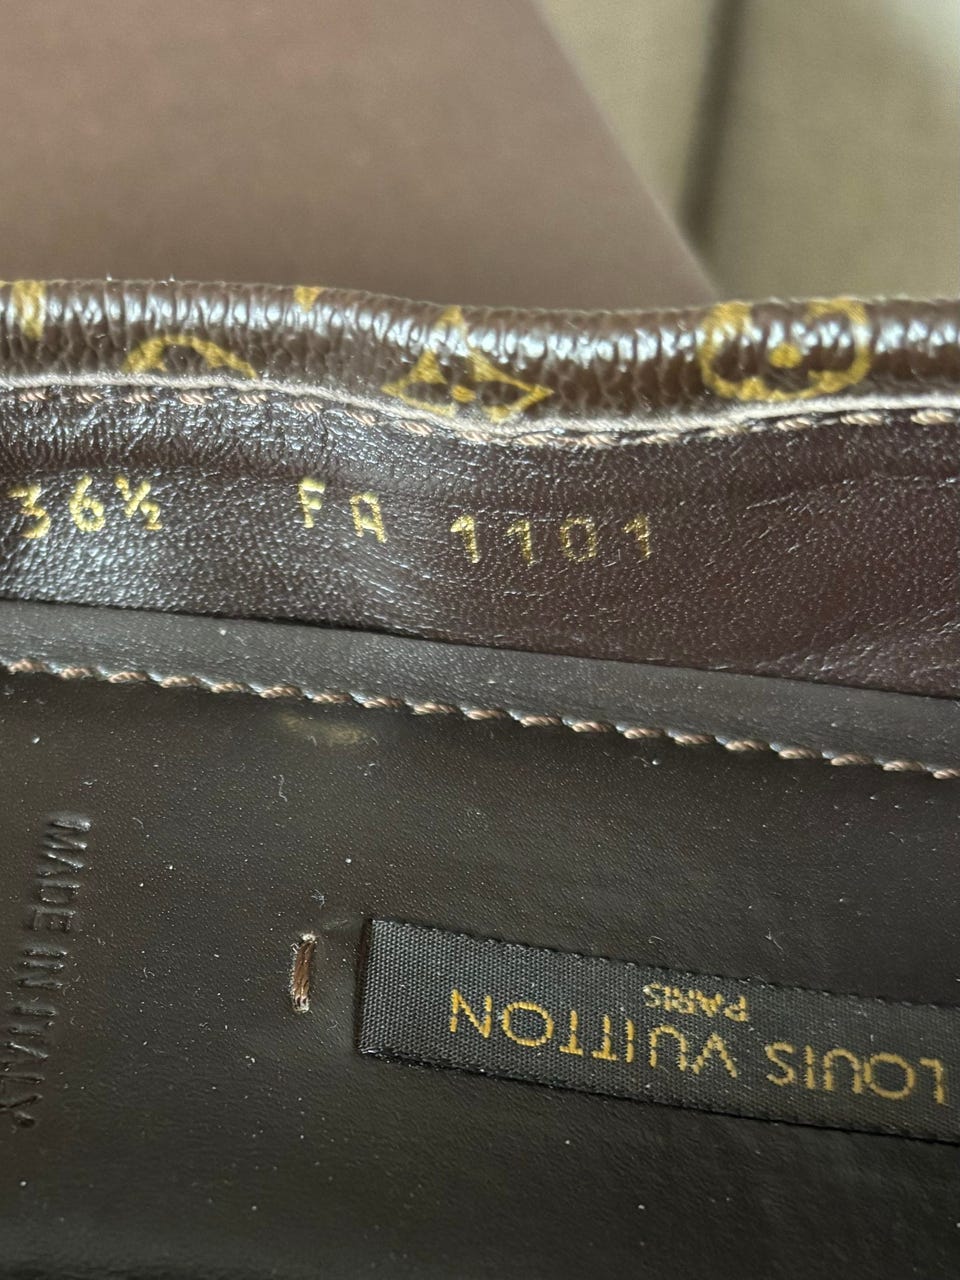 36½ FA 1101
MADE IN ITALY
LOUIS VUITTON
PARIS